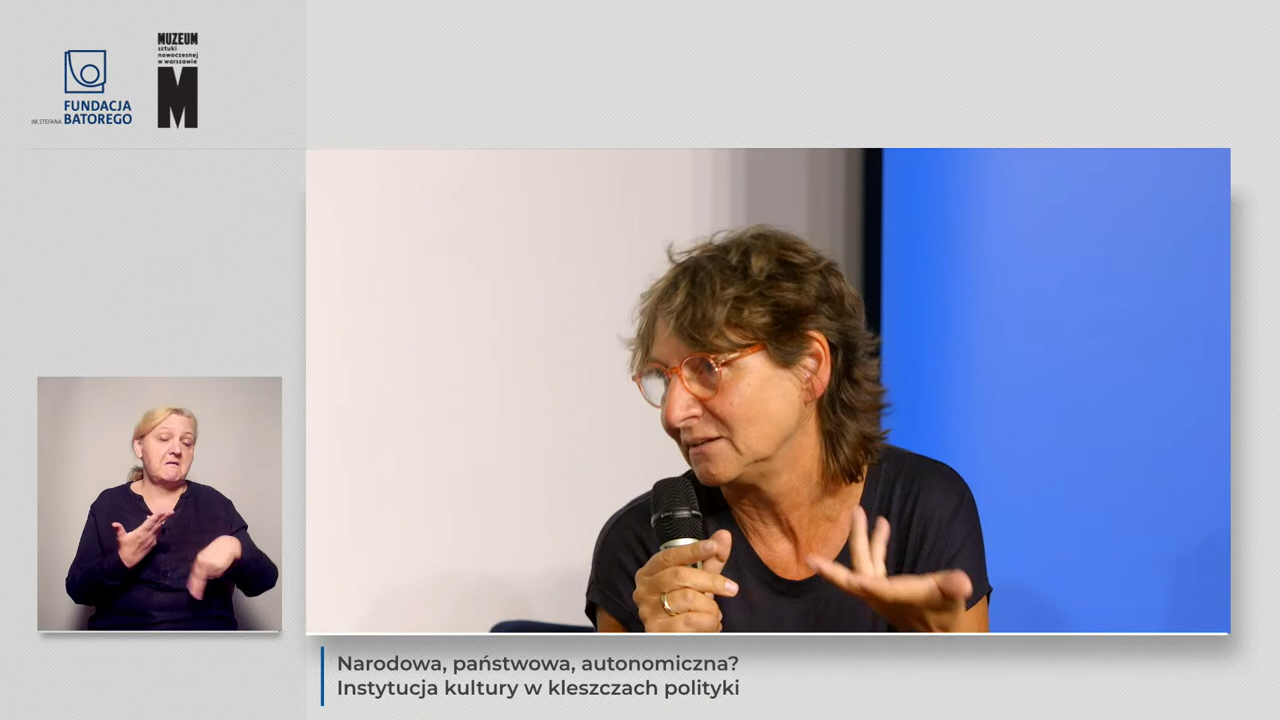 FUNDACJA
IM. STEFANA BATOREGO
MUZEUM
sztuki
nowoczesnej
w warszawie
M
Narodowa, państwowa, autonomiczna?
Instytucja kultury w kleszczach polityki